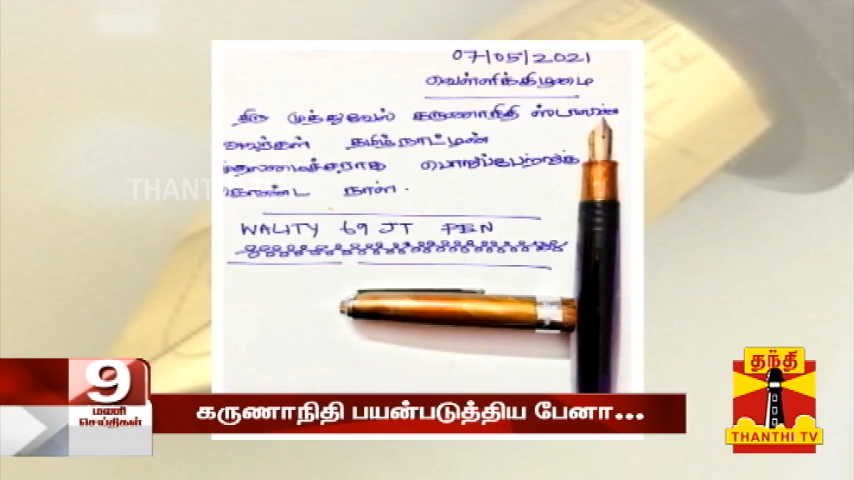 07/05/2021
வெள்ளிக்கிழமை
திரு முத்துவேல் கருணாநிதி ஸ்டாலின்
அவர்கள் தமிழ்நாட்டின்
முதலமைச்சராக பொறுப்பேற்றுக்
கொண்ட நாள்.
WALITY 69 JT PEN
THANT
9
மணி
செய்திகள்
கருணாநிதி பயன்படுத்திய பேனா...
தந்தி
THANTHI TV